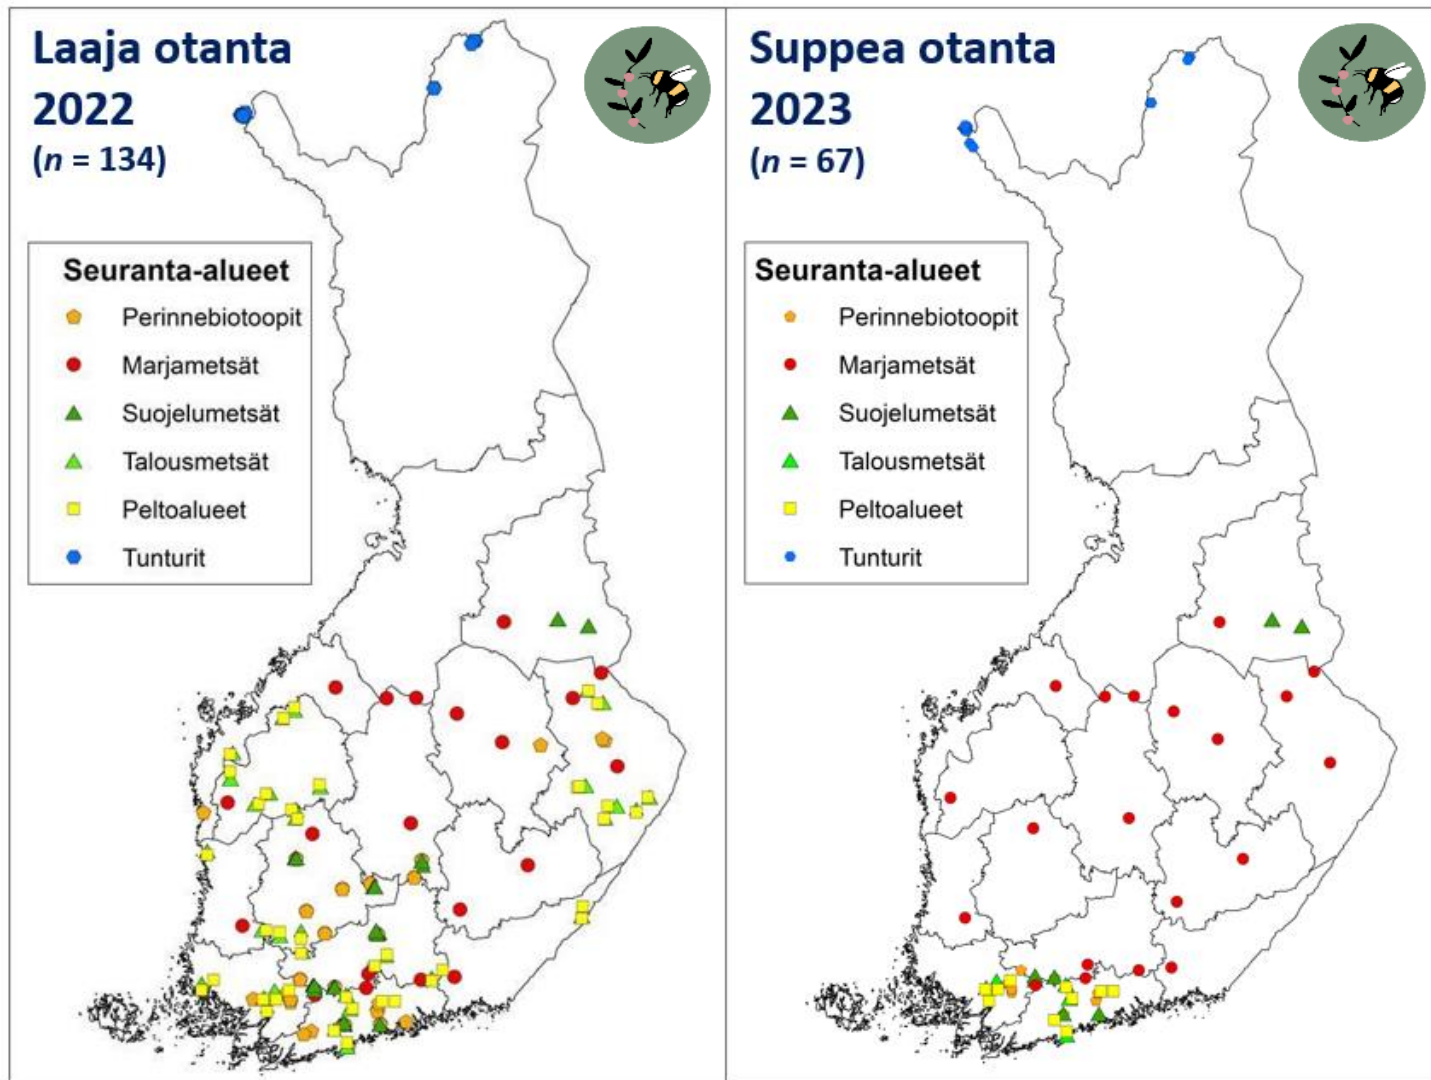 Laaja otanta
2022
(n = 134)
Seuranta-alueet
Perinnebiotoopit
Marjametsät
Suojelumetsät
Talousmetsät
Peltoalueet
Tunturit
Suppea otanta
2023
(n = 67)
Seuranta-alueet
Perinnebiotoopit
Marjametsät
Suojelumetsät
Talousmetsät
Peltoalueet
Tunturit